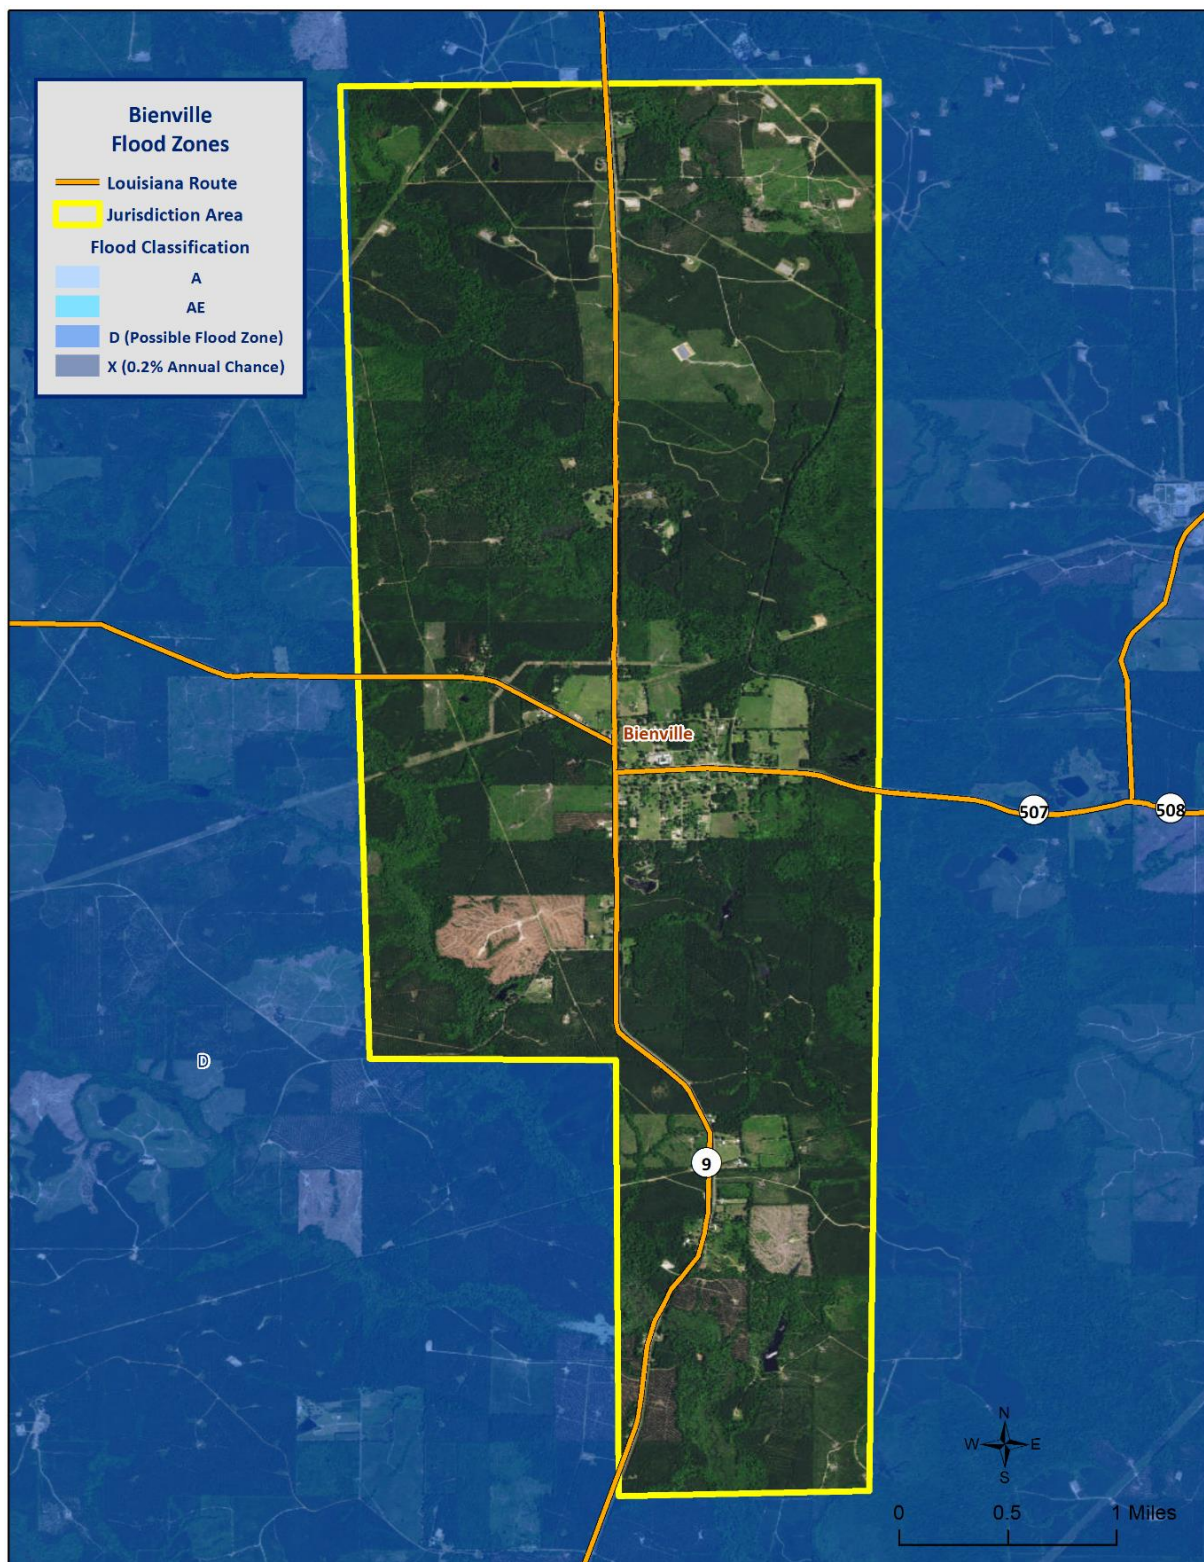 Bienville
Flood Zones
Louisiana Route
Jurisdiction Area
Flood Classification
A
AE
D (Possible Flood Zone)
X (0.2% Annual Chance)
Bienville
507
508
D
9
N
W E
S
0 0.5 1 Miles